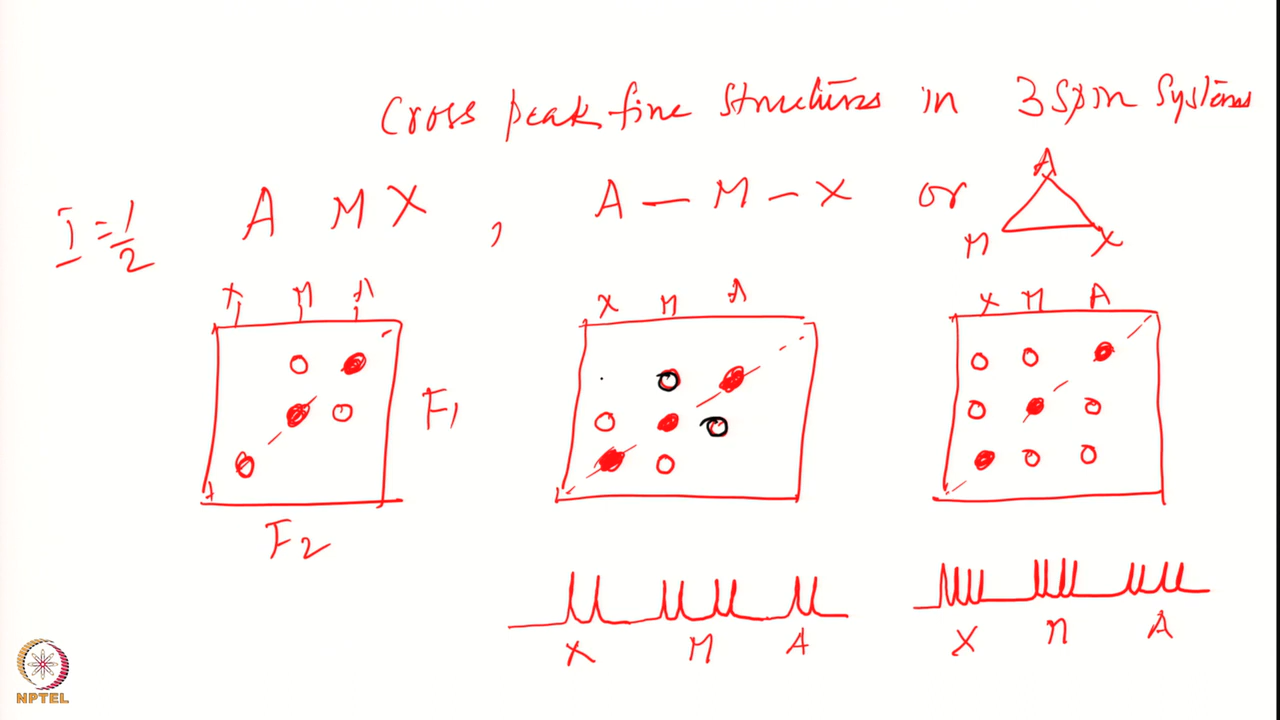 Cross peak fine structures in 3 spin systems
I = 1/2 A M X , A — M — X or A M X
X M A X M A X M A
F1
F2
X M A X M A
NPTEL